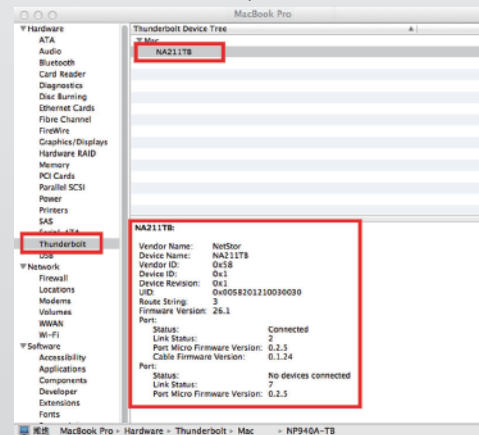 MacBook Pro
Hardware
ATA
Audio
Bluetooth
Card Reader
Diagnostics
Disc Burning
Ethernet Cards
Fibre Channel
FireWire
Graphics/Displays
Hardware RAID
Memory
PCI Cards
Parallel SCSI
Power
Printers
SAS
Serial-ATA
Thunderbolt
USB
Network
Firewall
Locations
Modems
Volumes
WWAN
Wi-Fi
Software
Accessibility
Applications
Components
Developer
Extensions
Fonts
Thunderbolt Device Tree
Mac
NA211TB
NA211TB:
Vendor Name: NetStor
Device Name: NA211TB
Vendor ID: 0x58
Device ID: 0x1
Device Revision: 0x1
UID: 0x0058201210030030
Route String: 3
Firmware Version: 26.1
Port:
Status: Connected
Link Status: 2
Port Micro Firmware Version: 0.2.5
Cable Firmware Version: 0.1.24
Port:
Status: No devices connected
Link Status: 7
Port Micro Firmware Version: 0.2.5
MacBook Pro Hardware Thunderbolt Mac NP940A-TB